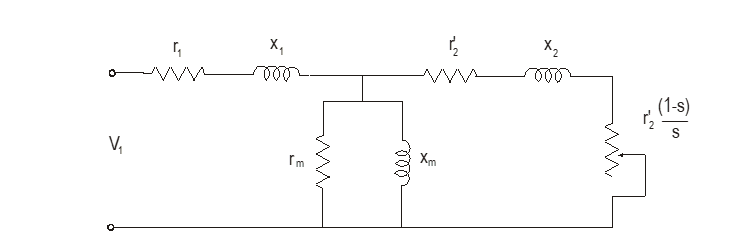 r₁ x₁ r'₂ x₂
r'₂ (1-s)
s
V₁ rₘ xₘ